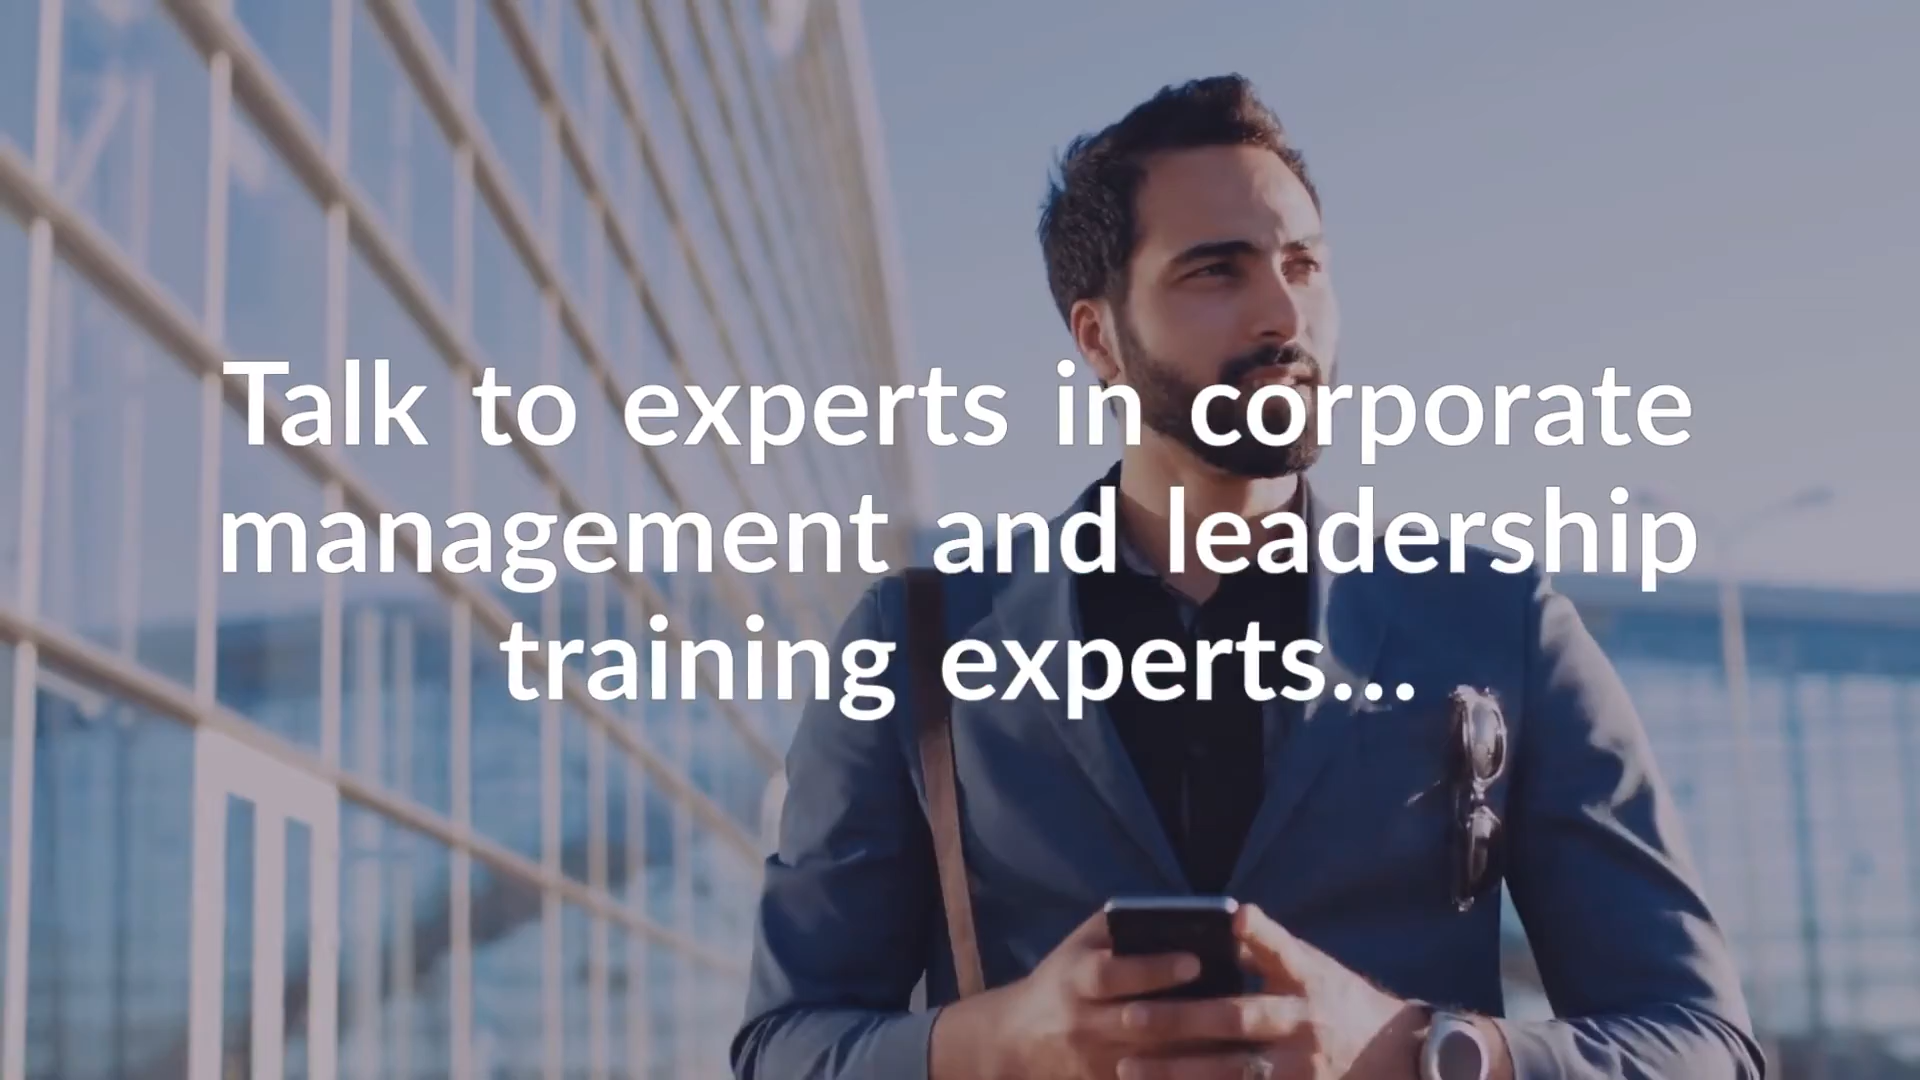 Talk to experts in corporate
management and leadership
training experts...